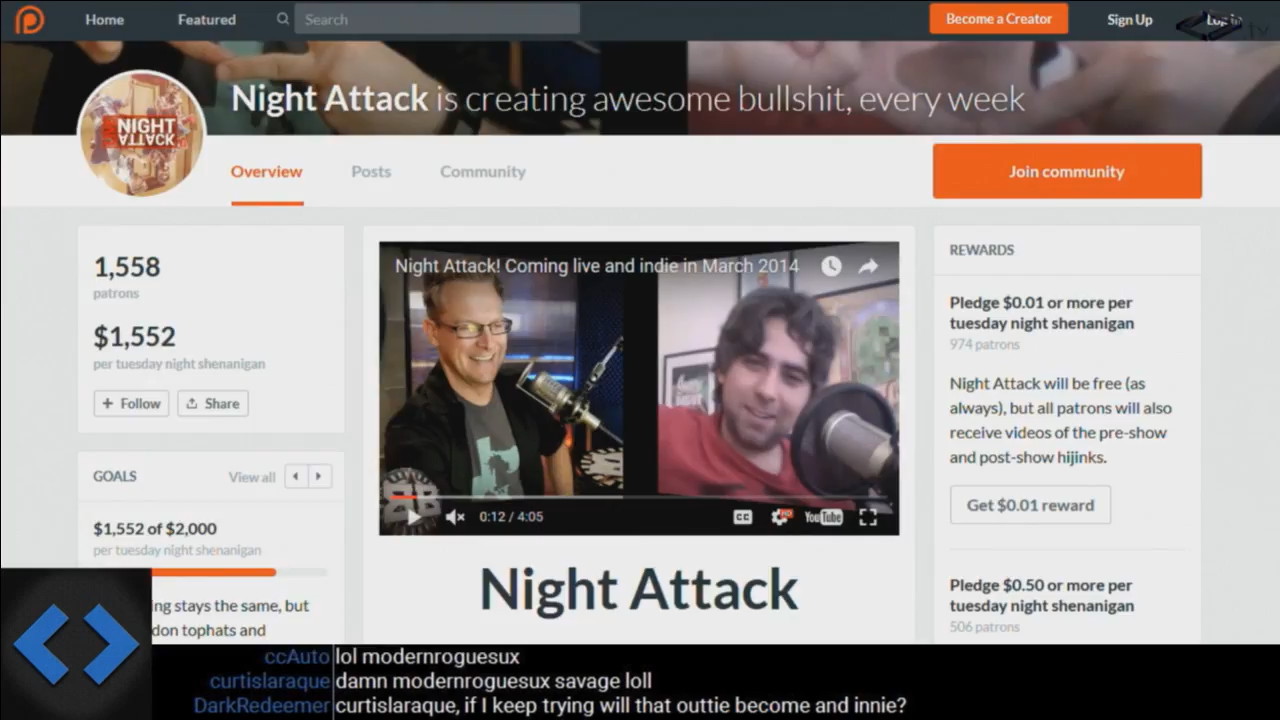 Home
Featured
Search
Become a Creator
Sign Up
Log in
tv
Night Attack is creating awesome bullshit, every week
NIGHT
ATTACK
Overview
Posts
Community
Join community
1,558
patrons
$1,552
per tuesday night shenanigan
+ Follow
Share
GOALS
View all
$1,552 of $2,000
per tuesday night shenanigan
ing stays the same, but
don tophats and
Night Attack! Coming live and indie in March 2014
BB
0:12 / 4:05
CC
HD
YouTube
Night Attack
REWARDS
Pledge $0.01 or more per
tuesday night shenanigan
974 patrons
Night Attack will be free (as
always), but all patrons will also
receive videos of the pre-show
and post-show hijinks.
Get $0.01 reward
Pledge $0.50 or more per
tuesday night shenanigan
506 patrons
ccAuto lol modernroguesux
curtislaraque damn modernroguesux savage loll
DarkRedeemer curtislaraque, if I keep trying will that outtie become and innie?